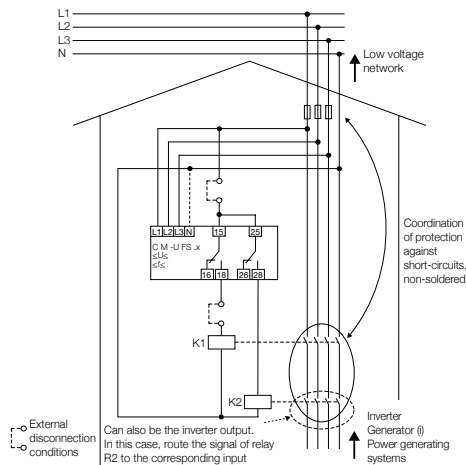 L1
L2
L3
N
Low voltage
network
L1 L2 L3 N 15 25
C M -U FS .x
≤U≤
≤f≤
16 18 26 28
Coordination
of protection
against
short-circuits,
non-soldered
K1
K2
External
disconnection
conditions
Can also be the inverter output.
In this case, route the signal of relay
R2 to the corresponding input
Inverter
Generator (i)
Power generating
systems